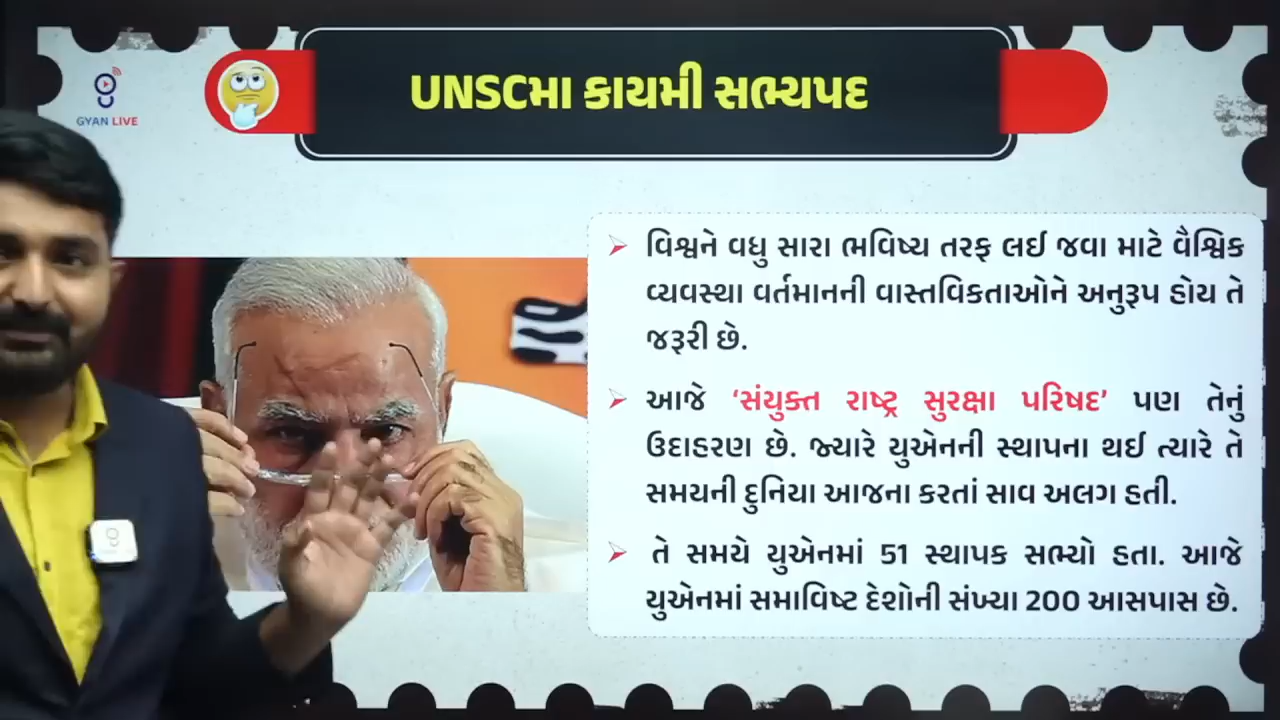 UNSCમા કાયમી સભ્યપદ
GYAN LIVE
વિશ્વને વધુ સારા ભવિષ્ય તરફ લઈ જવા માટે વૈશ્વિક
વ્યવસ્થા વર્તમાનની વાસ્તવિકતાઓને અનુરૂપ હોય તે
જરૂરી છે.
આજે ‘સંયુક્ત રાષ્ટ્ર સુરક્ષા પરિષદ’ પણ તેનું
ઉદાહરણ છે. જ્યારે યુએનની સ્થાપના થઈ ત્યારે તે
સમયની દુનિયા આજના કરતાં સાવ અલગ હતી.
તે સમયે યુએનમાં 51 સ્થાપક સભ્યો હતા. આજે
યુએનમાં સમાવિષ્ટ દેશોની સંખ્યા 200 આસપાસ છે.